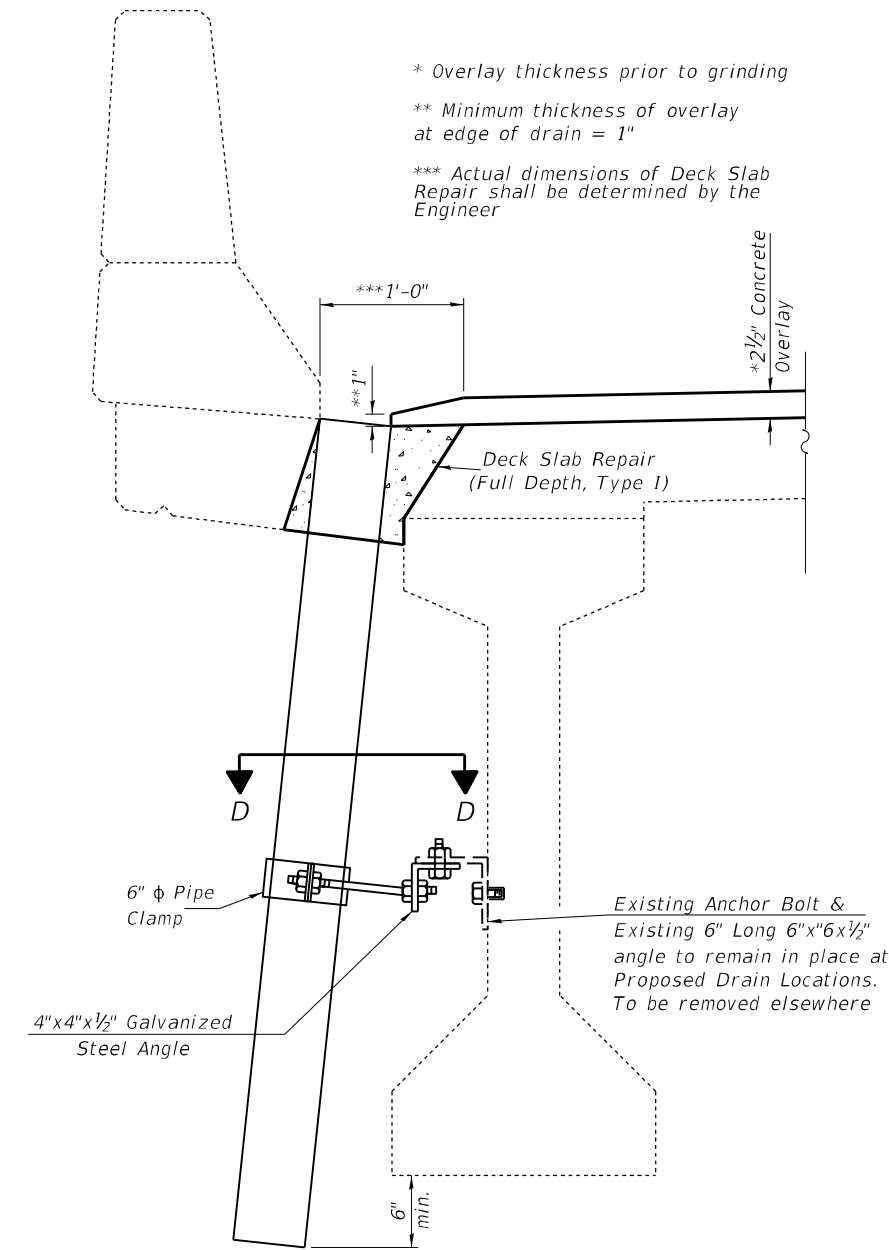 * Overlay thickness prior to grinding
** Minimum thickness of overlay
at edge of drain = 1"
*** Actual dimensions of Deck Slab
Repair shall be determined by the
Engineer
***1'-0"
**1"
*2½" Concrete
Overlay
Deck Slab Repair
(Full Depth, Type I)
D
D
6" ϕ Pipe
Clamp
Existing Anchor Bolt &
Existing 6" Long 6"x"6x½"
angle to remain in place at
Proposed Drain Locations.
To be removed elsewhere
4"x4"x½" Galvanized
Steel Angle
6"
min.